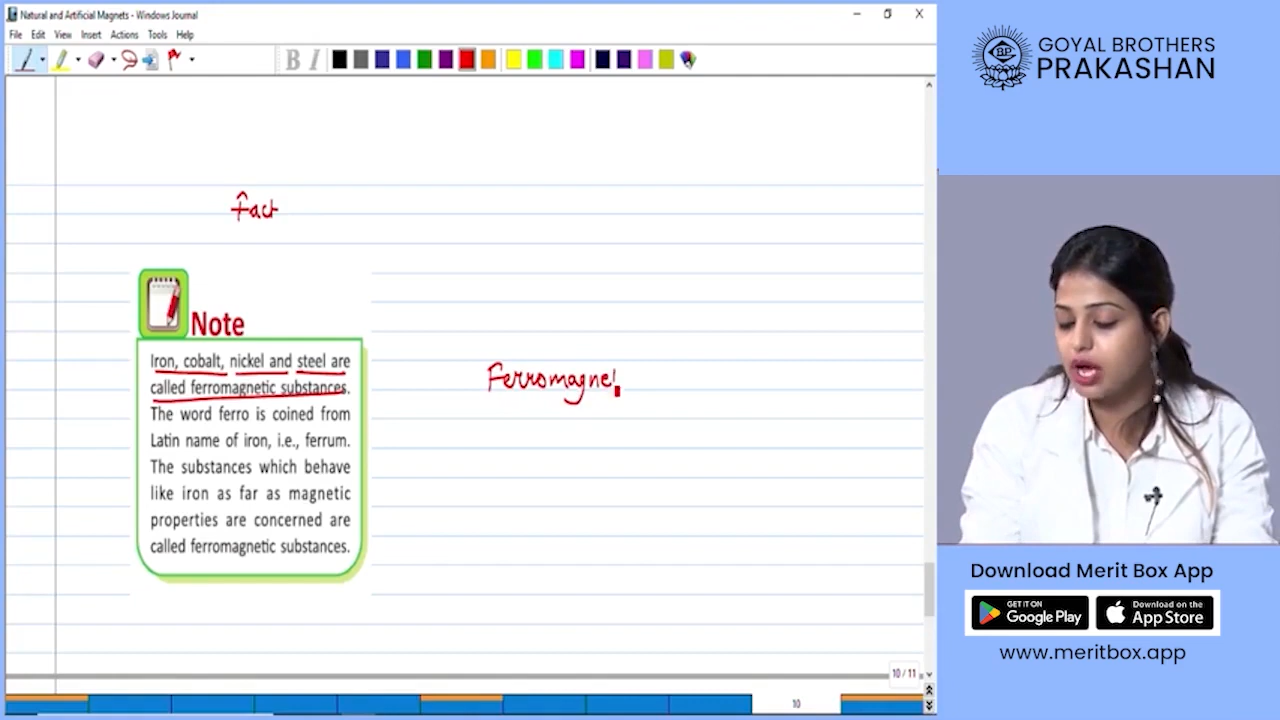 Natural and Artificial Magnets - Windows Journal
File Edit View Insert Actions Tools Help
B I
GOYAL BROTHERS
PRAKASHAN
BP
Fact
Note
Iron, cobalt, nickel and steel are
called ferromagnetic substances.
The word ferro is coined from
Latin name of iron, i.e., ferrum.
The substances which behave
like iron as far as magnetic
properties are concerned are
called ferromagnetic substances.
Ferromagne
Download Merit Box App
GET IT ON
Google Play
Download on the
App Store
www.meritbox.app
10 / 11
10